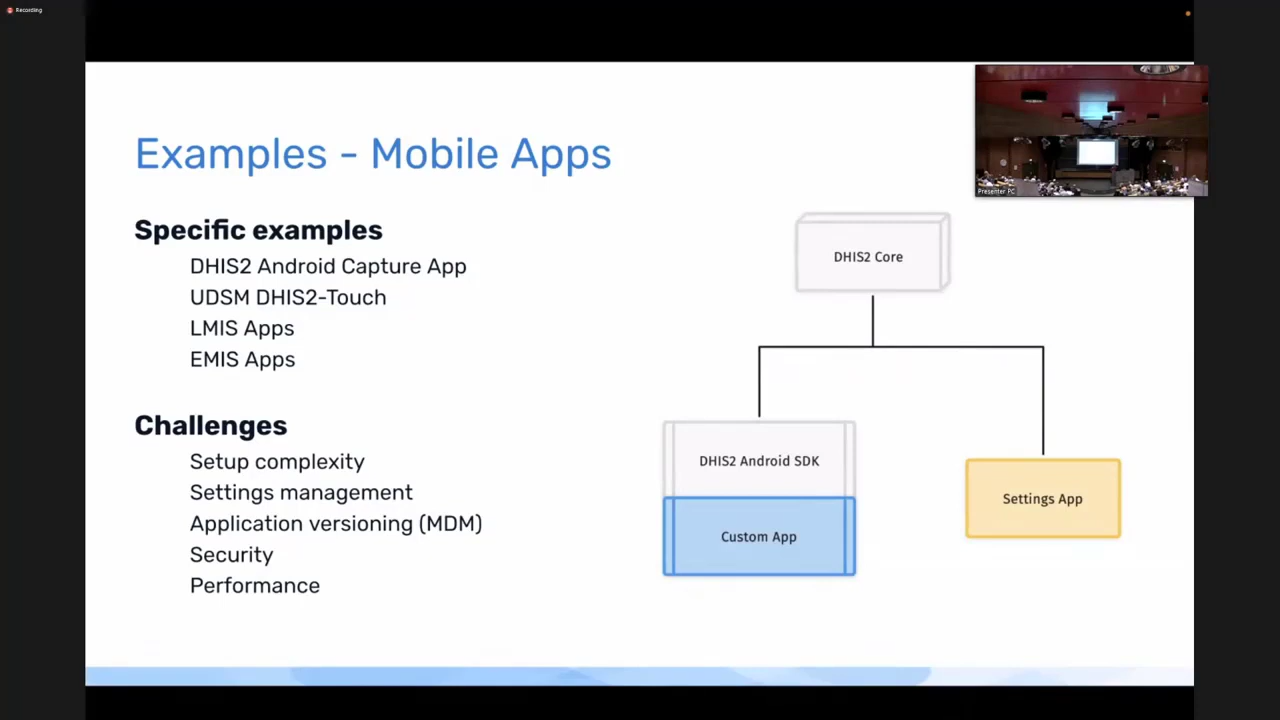 Recording
Examples - Mobile Apps
Presenter PC
Specific examples
DHIS2 Android Capture App
UDSM DHIS2-Touch
LMIS Apps
EMIS Apps
Challenges
Setup complexity
Settings management
Application versioning (MDM)
Security
Performance
DHIS2 Core
DHIS2 Android SDK
Custom App
Settings App